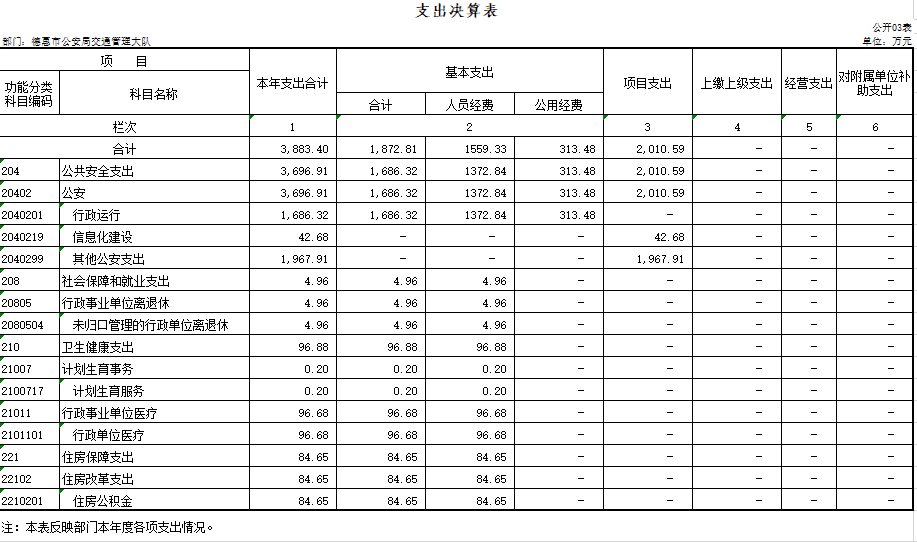 支出决算表
公开03表
部门：德惠市公安局交通管理大队 单位：万元
项 目 本年支出合计 基本支出 项目支出 上缴上级支出 经营支出 对附属单位补助支出
功能分类科目编码 科目名称 合计 人员经费 公用经费
栏次 1 2 3 4 5 6
合计 3,883.40 1,872.81 1559.33 313.48 2,010.59 － － －
204 公共安全支出 3,696.91 1,686.32 1372.84 313.48 2,010.59 － － －
20402 公安 3,696.91 1,686.32 1372.84 313.48 2,010.59 － － －
2040201 行政运行 1,686.32 1,686.32 1372.84 313.48 － － － －
2040219 信息化建设 42.68 － － － 42.68 － － －
2040299 其他公安支出 1,967.91 － － － 1,967.91 － － －
208 社会保障和就业支出 4.96 4.96 4.96 － － － － －
20805 行政事业单位离退休 4.96 4.96 4.96 － － － － －
2080504 未归口管理的行政单位离退休 4.96 4.96 4.96 － － － － －
210 卫生健康支出 96.88 96.88 96.88 － － － － －
21007 计划生育事务 0.20 0.20 0.20 － － － － －
2100717 计划生育服务 0.20 0.20 0.20 － － － － －
21011 行政事业单位医疗 96.68 96.68 96.68 － － － － －
2101101 行政单位医疗 96.68 96.68 96.68 － － － － －
221 住房保障支出 84.65 84.65 84.65 － － － － －
22102 住房改革支出 84.65 84.65 84.65 － － － － －
2210201 住房公积金 84.65 84.65 84.65 － － － － －
注：本表反映部门本年度各项支出情况。